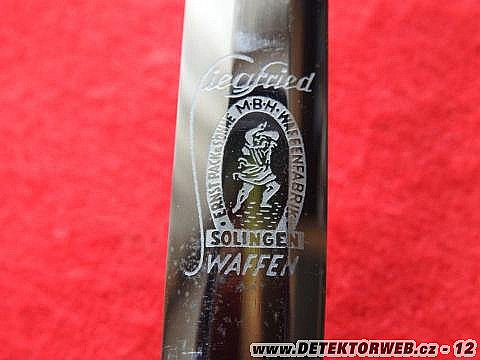 Siegfried
· ERNST PACK & SÖHNE M·B·H· WAFFENFABRIK ·
SOLINGEN
WAFFEN
www.DETEKTORWEB.cz - 12